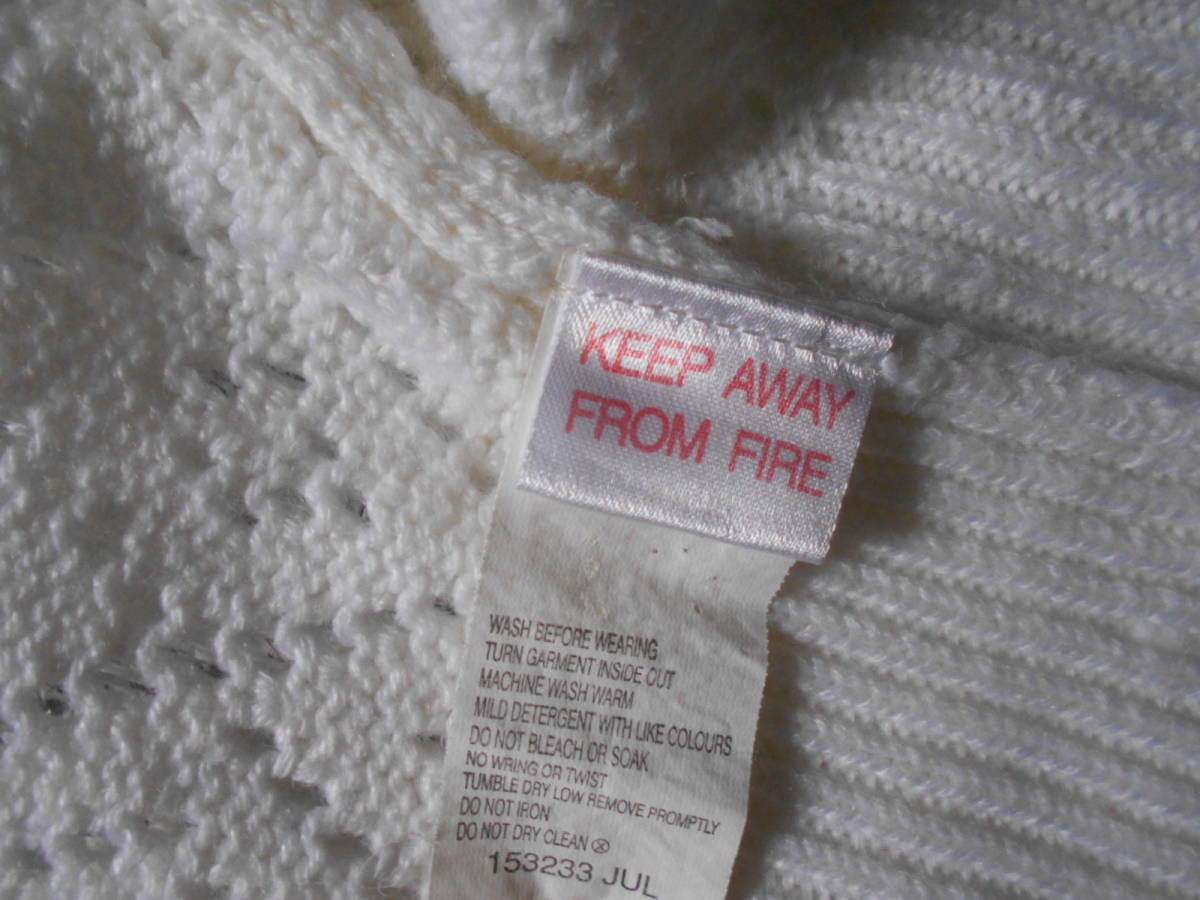 KEEP AWAY
FROM FIRE
WASH BEFORE WEARING
TURN GARMENT INSIDE OUT
MACHINE WASH WARM
MILD DETERGENT WITH LIKE COLOURS
DO NOT BLEACH OR SOAK
NO WRING OR TWIST
TUMBLE DRY LOW REMOVE PROMPTLY
DO NOT IRON
DO NOT DRY CLEAN
153233 JUL